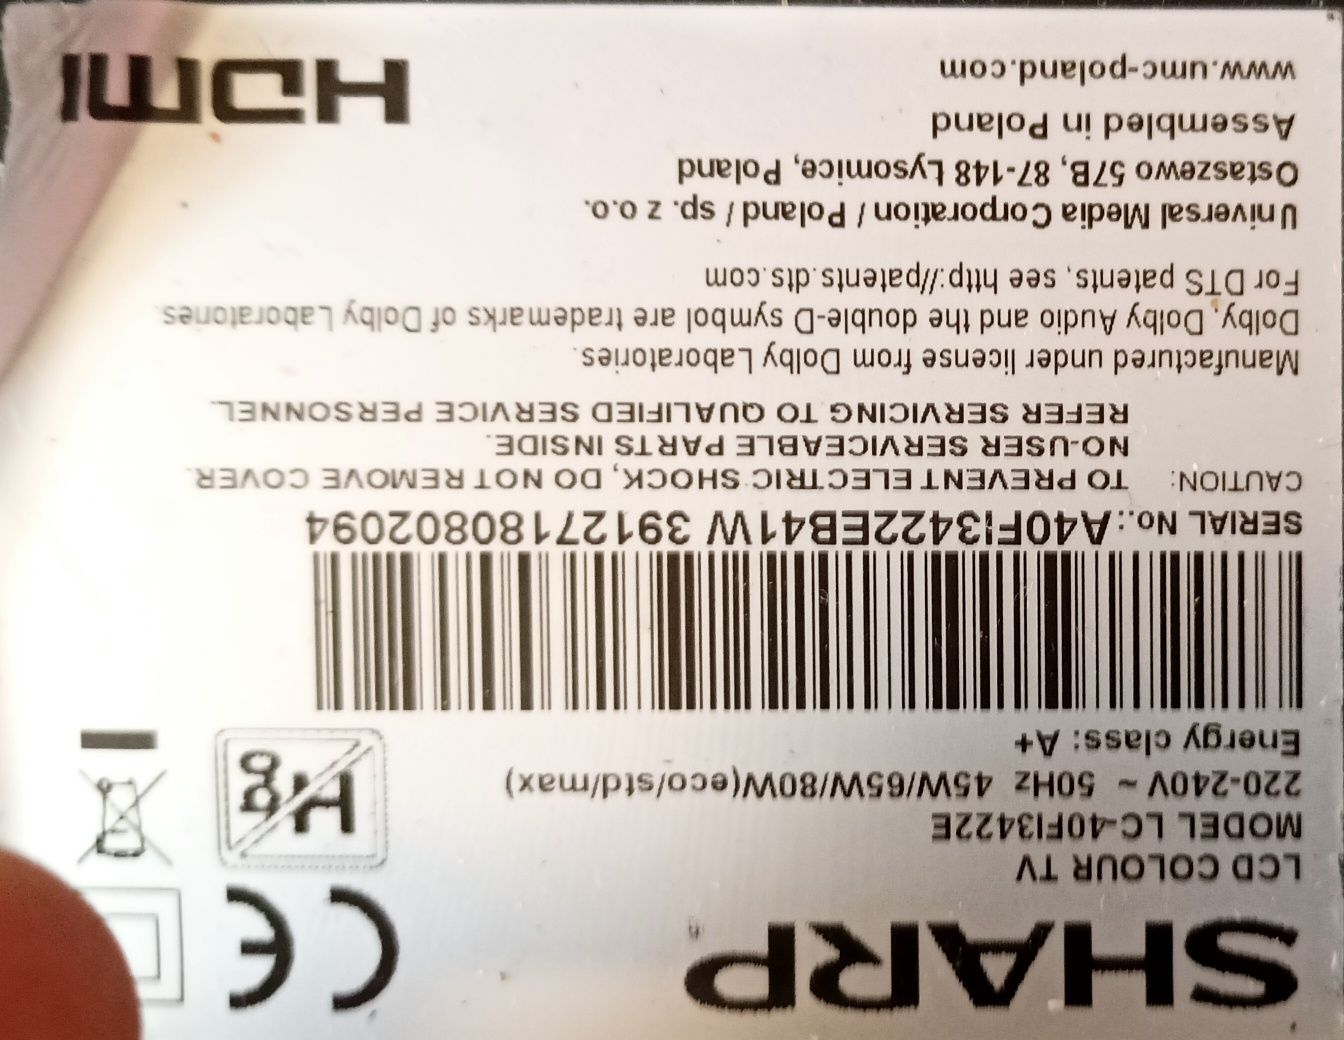 SHARP®
LCD COLOUR TV
MODEL LC-40FI3422E
220-240V ~ 50Hz 45W/65W/80W(eco/std/max)
Energy class: A+
CE
Hg
0g
SERIAL No.:A40FI3422EB41W 39127180802094
CAUTION: TO PREVENT ELECTRIC SHOCK, DO NOT REMOVE COVER.
NO-USER SERVICEABLE PARTS INSIDE.
REFER SERVICING TO QUALIFIED SERVICE PERSONNEL.
Manufactured under license from Dolby Laboratories.
Dolby, Dolby Audio and the double-D symbol are trademarks of Dolby Laboratories.
For DTS patents, see http://patents.dts.com.
Universal Media Corporation / Poland / sp. z o.o.
Ostaszewo 57B, 87-148 Łysomice, Poland
Assembled in Poland
www.umc-poland.com
HDMI